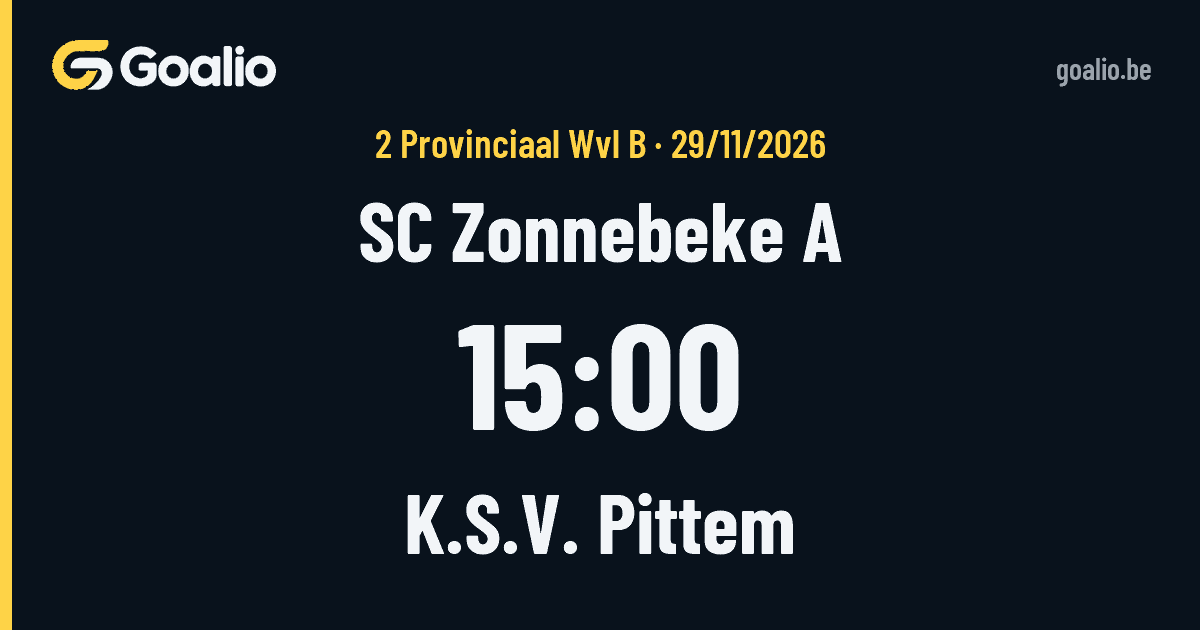 Goalio
goalio.be
2 Provinciaal Wvl B · 29/11/2026
SC Zonnebeke A
15:00
K.S.V. Pittem